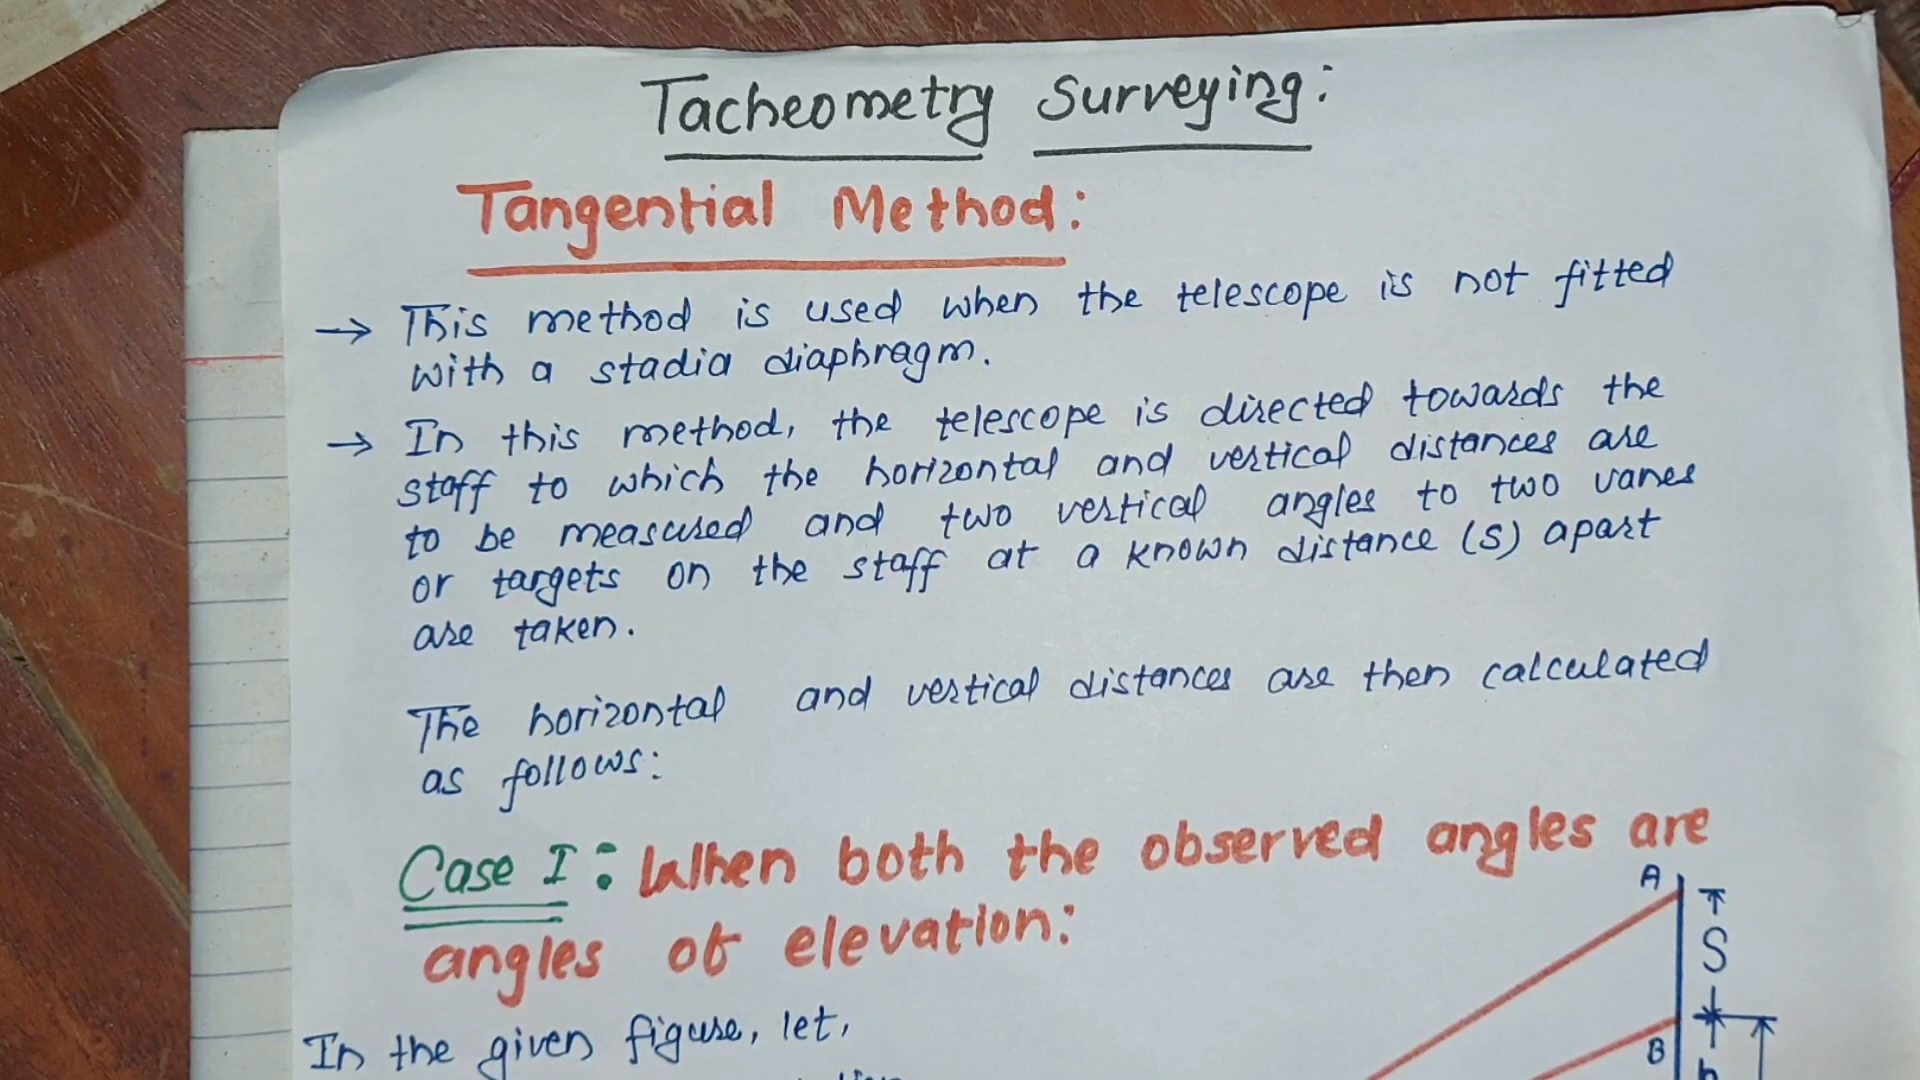 Tacheometry Surveying:
Tangential Method:
→ This method is used when the telescope is not fitted
with a stadia diaphragm.
→ In this method, the telescope is directed towards the
staff to which the horizontal and vertical distances are
to be measured and two vertical angles to two vanes
or targets on the staff at a known distance (S) apart
are taken.
The horizontal and vertical distances are then calculated
as follows:
Case I: When both the observed angles are
angles of elevation:
A
S
In the given figure, let,
B
h